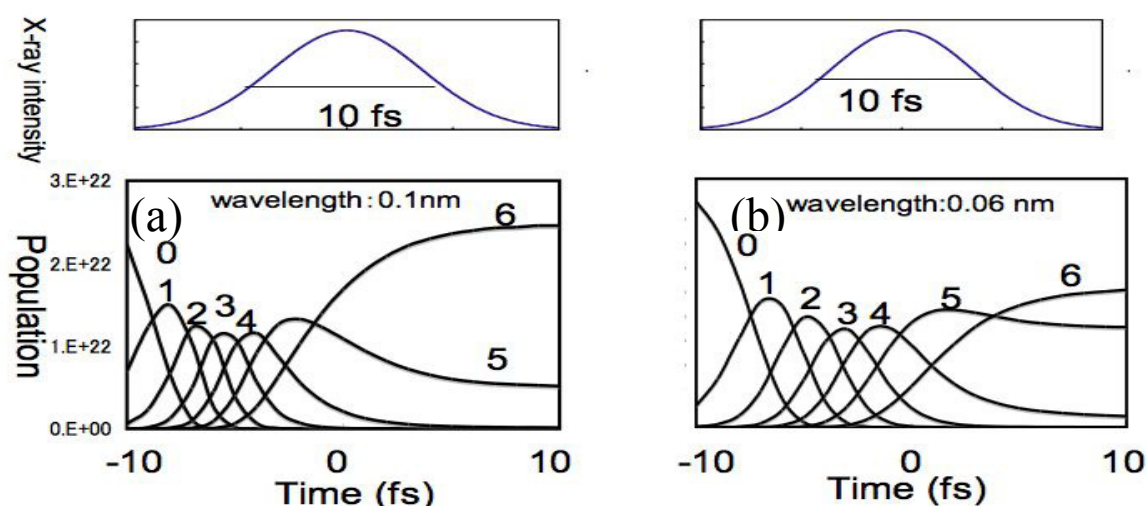 X-ray intensity
10 fs
10 fs
3.E+22
2.E+22
1.E+22
0.E+00
Population
(a)
wavelength:0.1nm
0
1
2
3
4
5
6
-10
0
10
Time (fs)
(b)
wavelength:0.06 nm
0
1
2
3
4
5
6
-10
0
10
Time (fs)